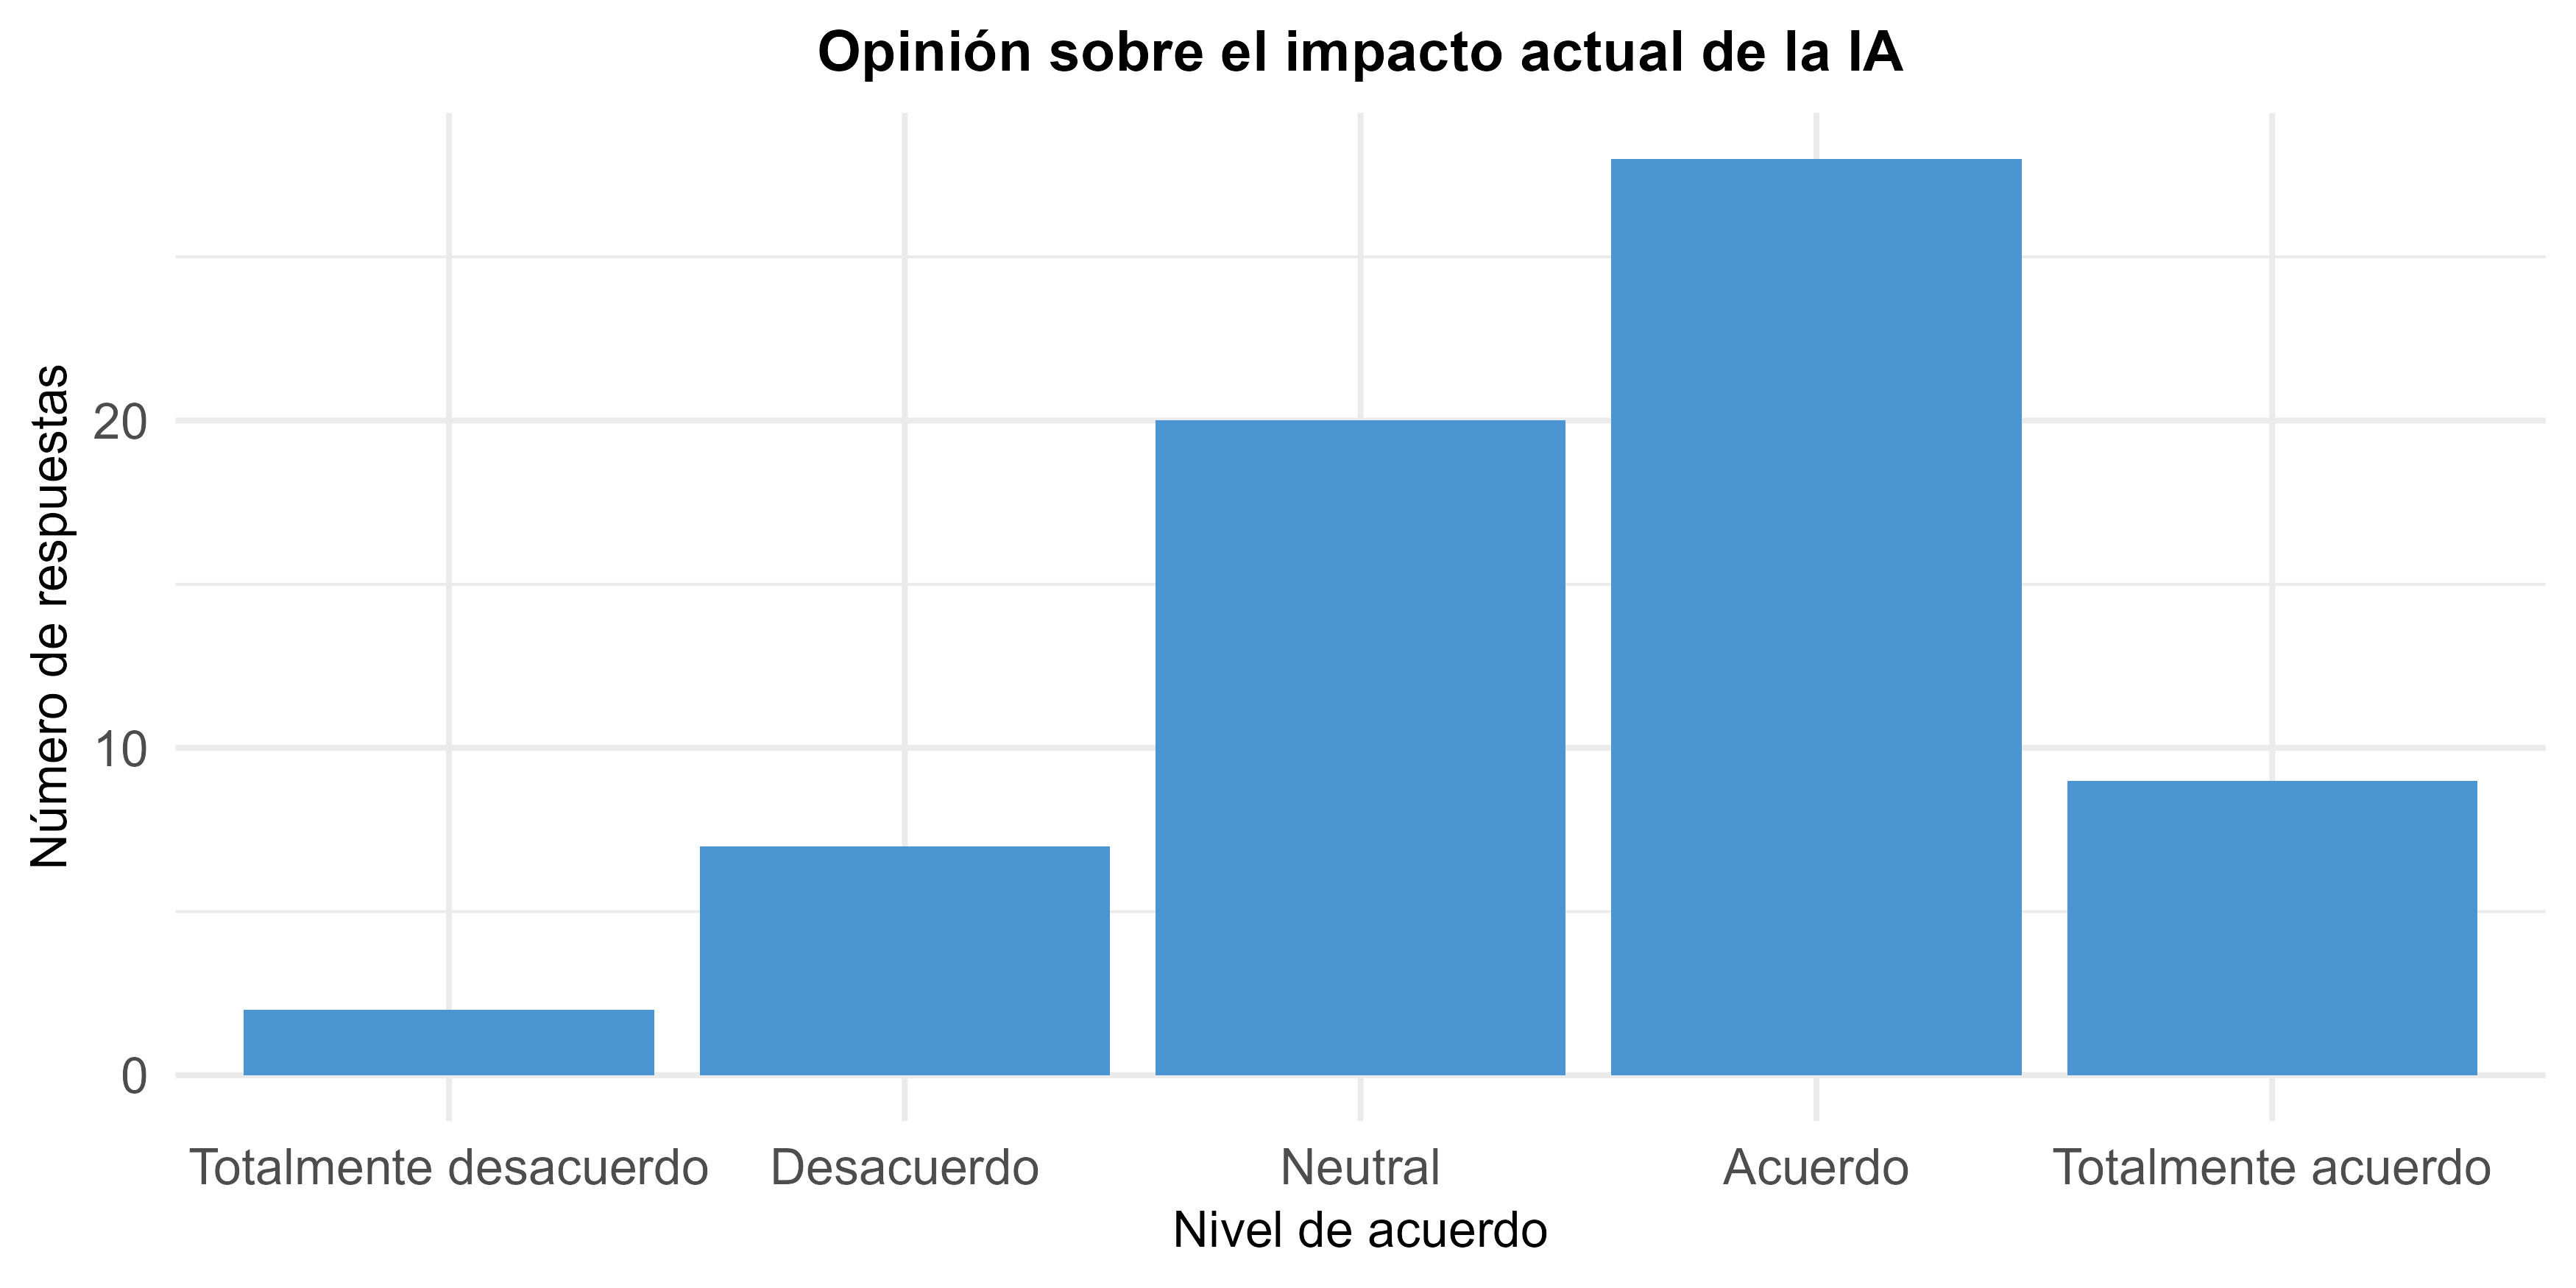 Opinión sobre el impacto actual de la IA
Número de respuestas
20
10
0
Totalmente desacuerdo
Desacuerdo
Neutral
Acuerdo
Totalmente acuerdo
Nivel de acuerdo